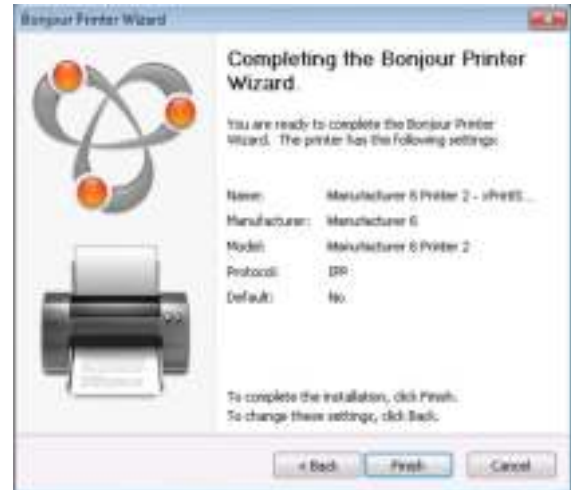 Bonjour Printer Wizard
Completing the Bonjour Printer
Wizard
You are ready to complete the Bonjour Printer
Wizard. The printer has the following settings:
Name: Manufacturer 6 Printer 2 - xPrintS...
Manufacturer: Manufacturer 6
Model: Manufacturer 6 Printer 2
Protocol: IPP
Default: No
To complete the installation, click Finish.
To change these settings, click Back.
< Back Finish Cancel